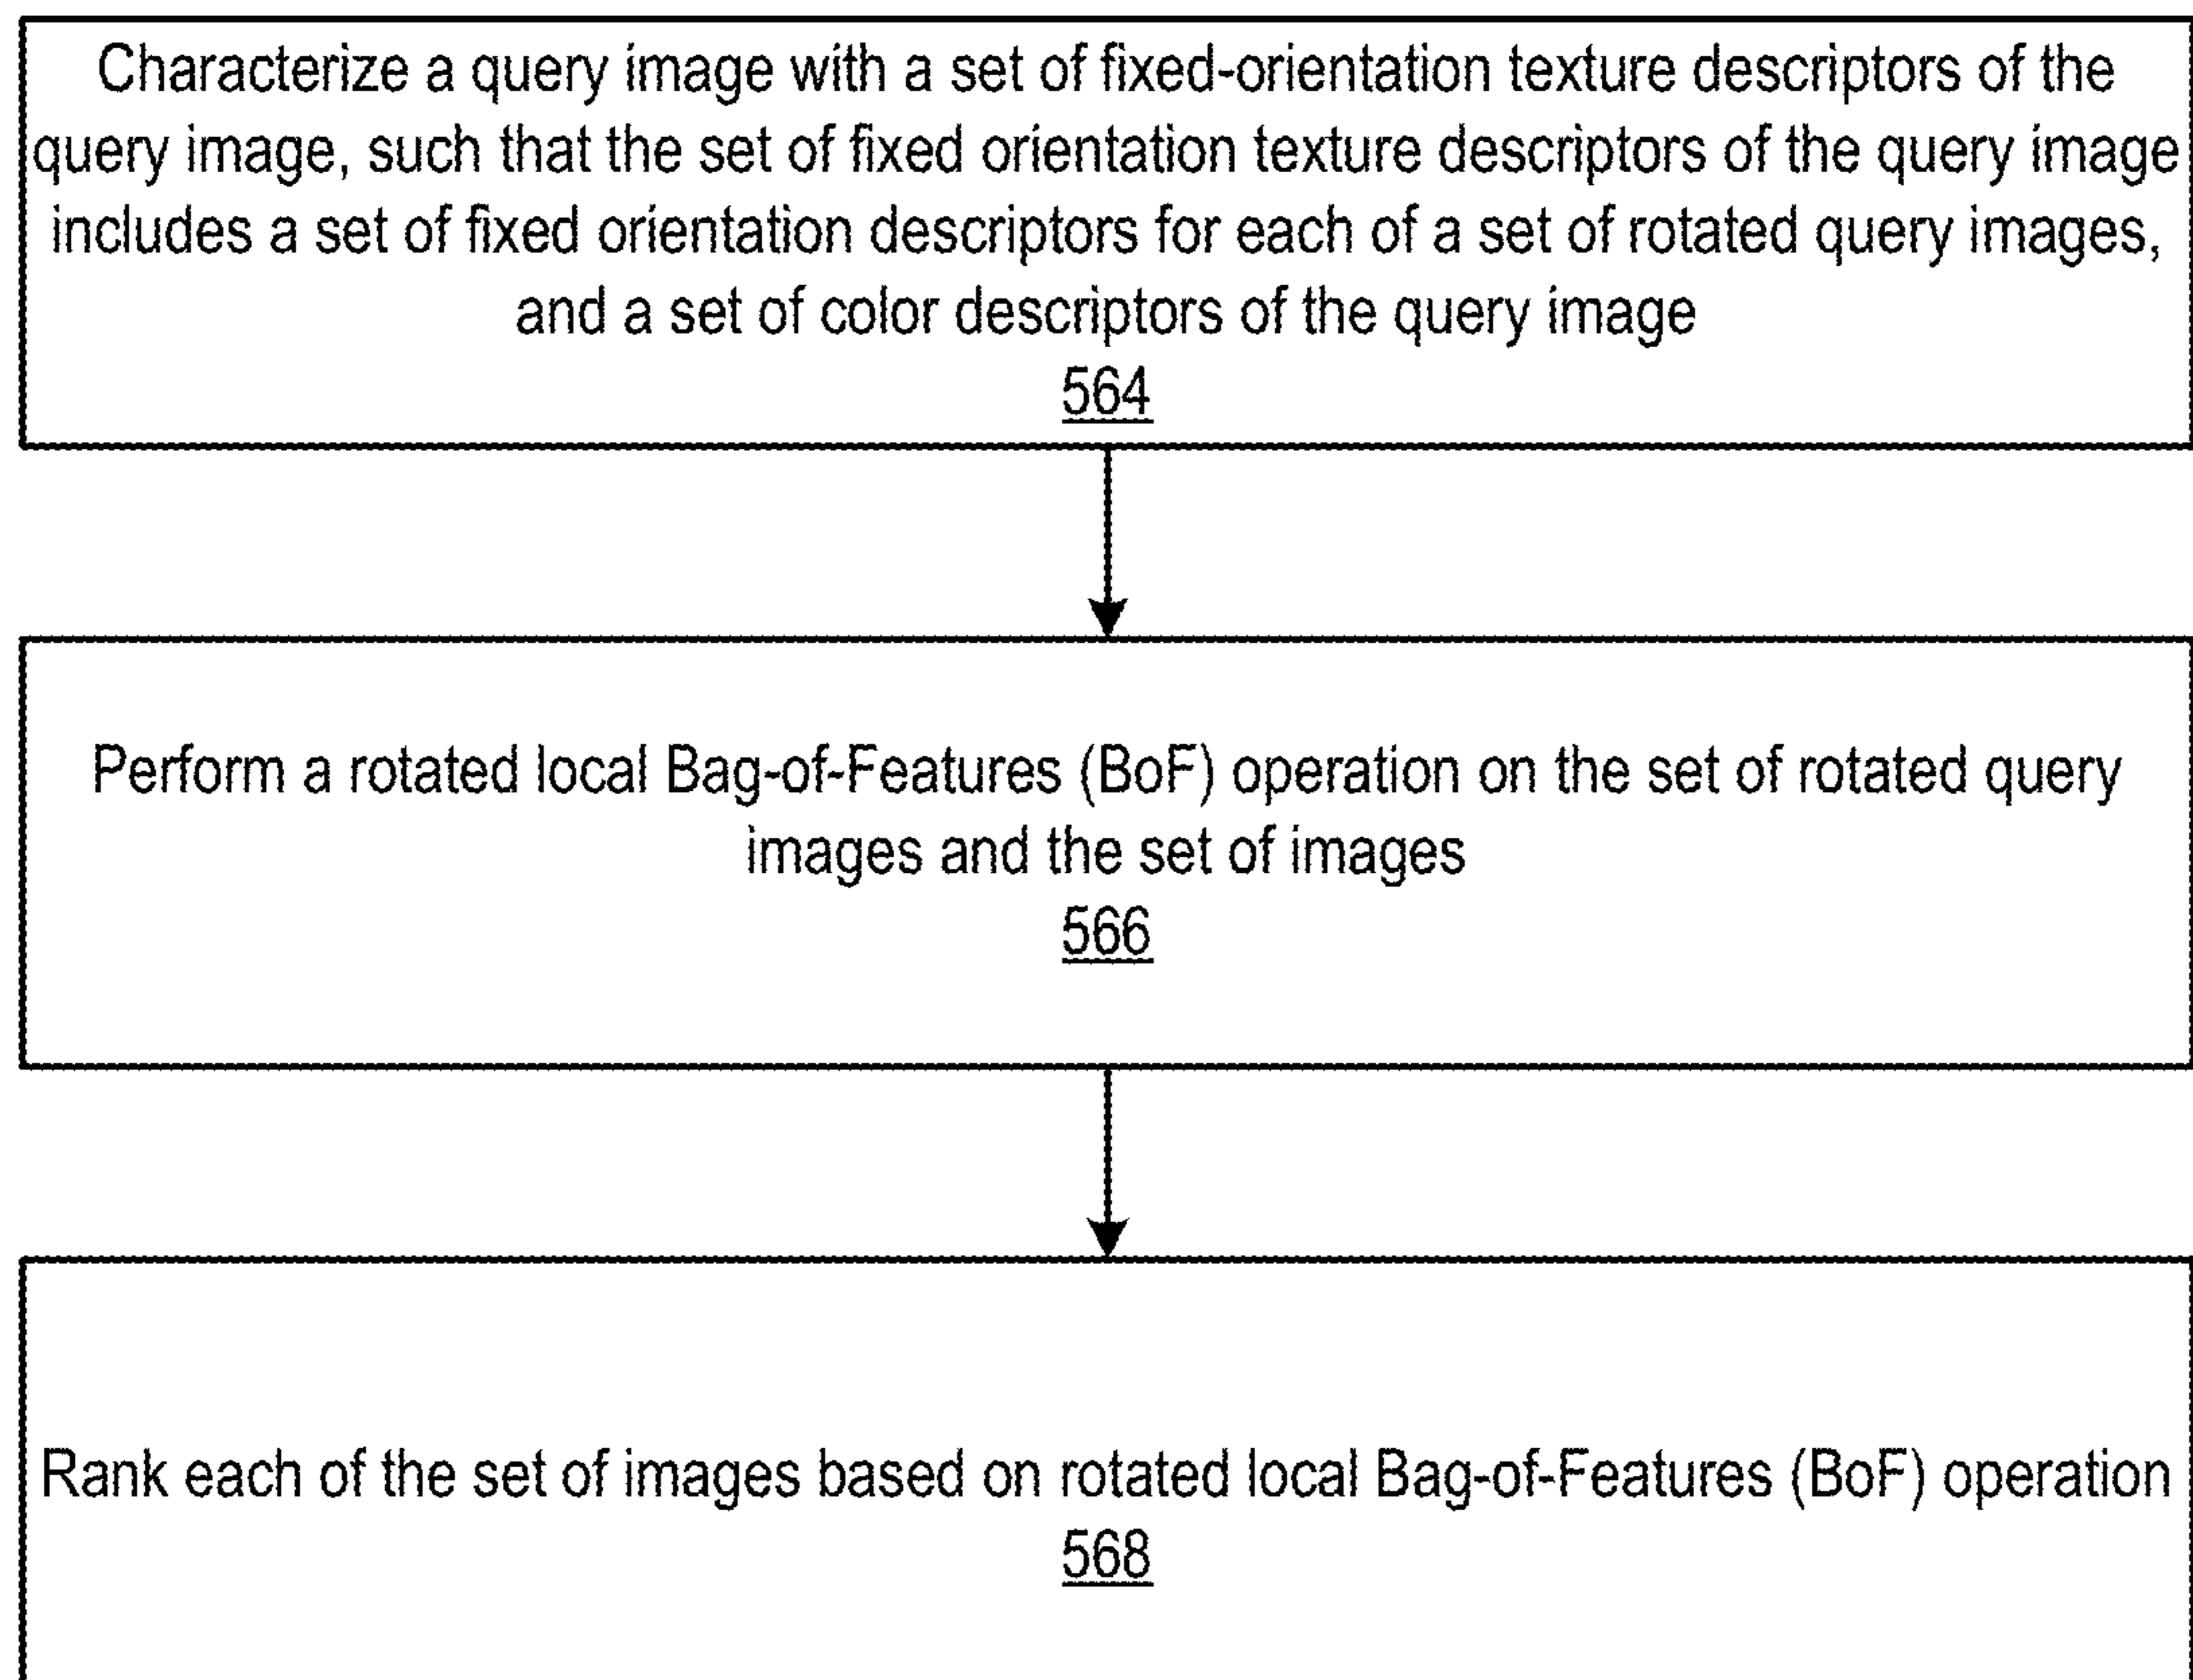 Characterize a query image with a set of fixed-orientation texture descriptors of the
query image, such that the set of fixed orientation texture descriptors of the query image
includes a set of fixed orientation descriptors for each of a set of rotated query images,
and a set of color descriptors of the query image
564
Perform a rotated local Bag-of-Features (BoF) operation on the set of rotated query
images and the set of images
566
Rank each of the set of images based on rotated local Bag-of-Features (BoF) operation
568